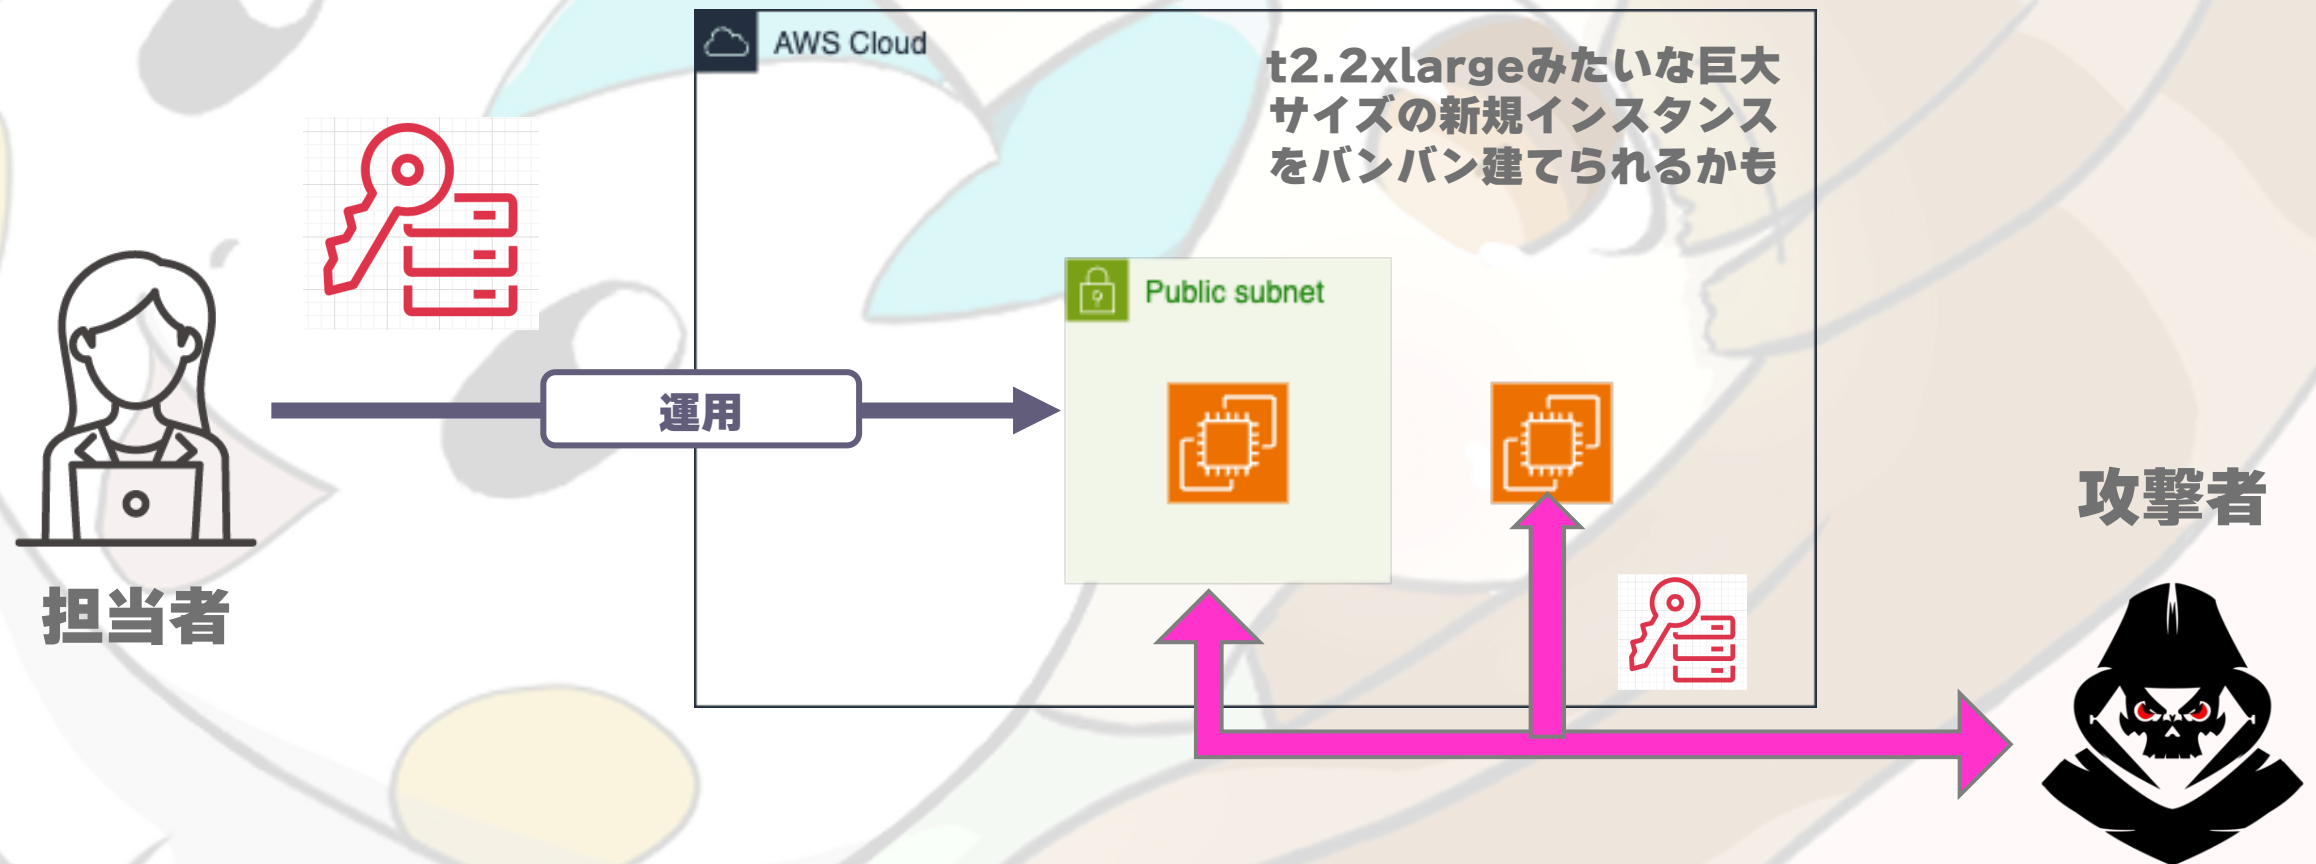 AWS Cloud
t2.2xlargeみたいな巨大
サイズの新規インスタンス
をバンバン建てられるかも
Public subnet
運用
攻撃者
担当者